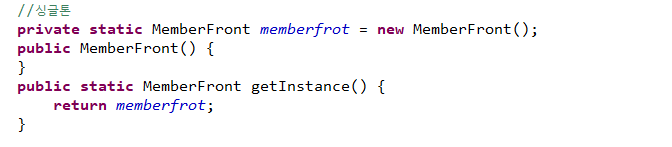 //싱글톤
private static MemberFront memberfrot = new MemberFront();
public MemberFront() {
}
public static MemberFront getInstance() {
    return memberfrot;
}